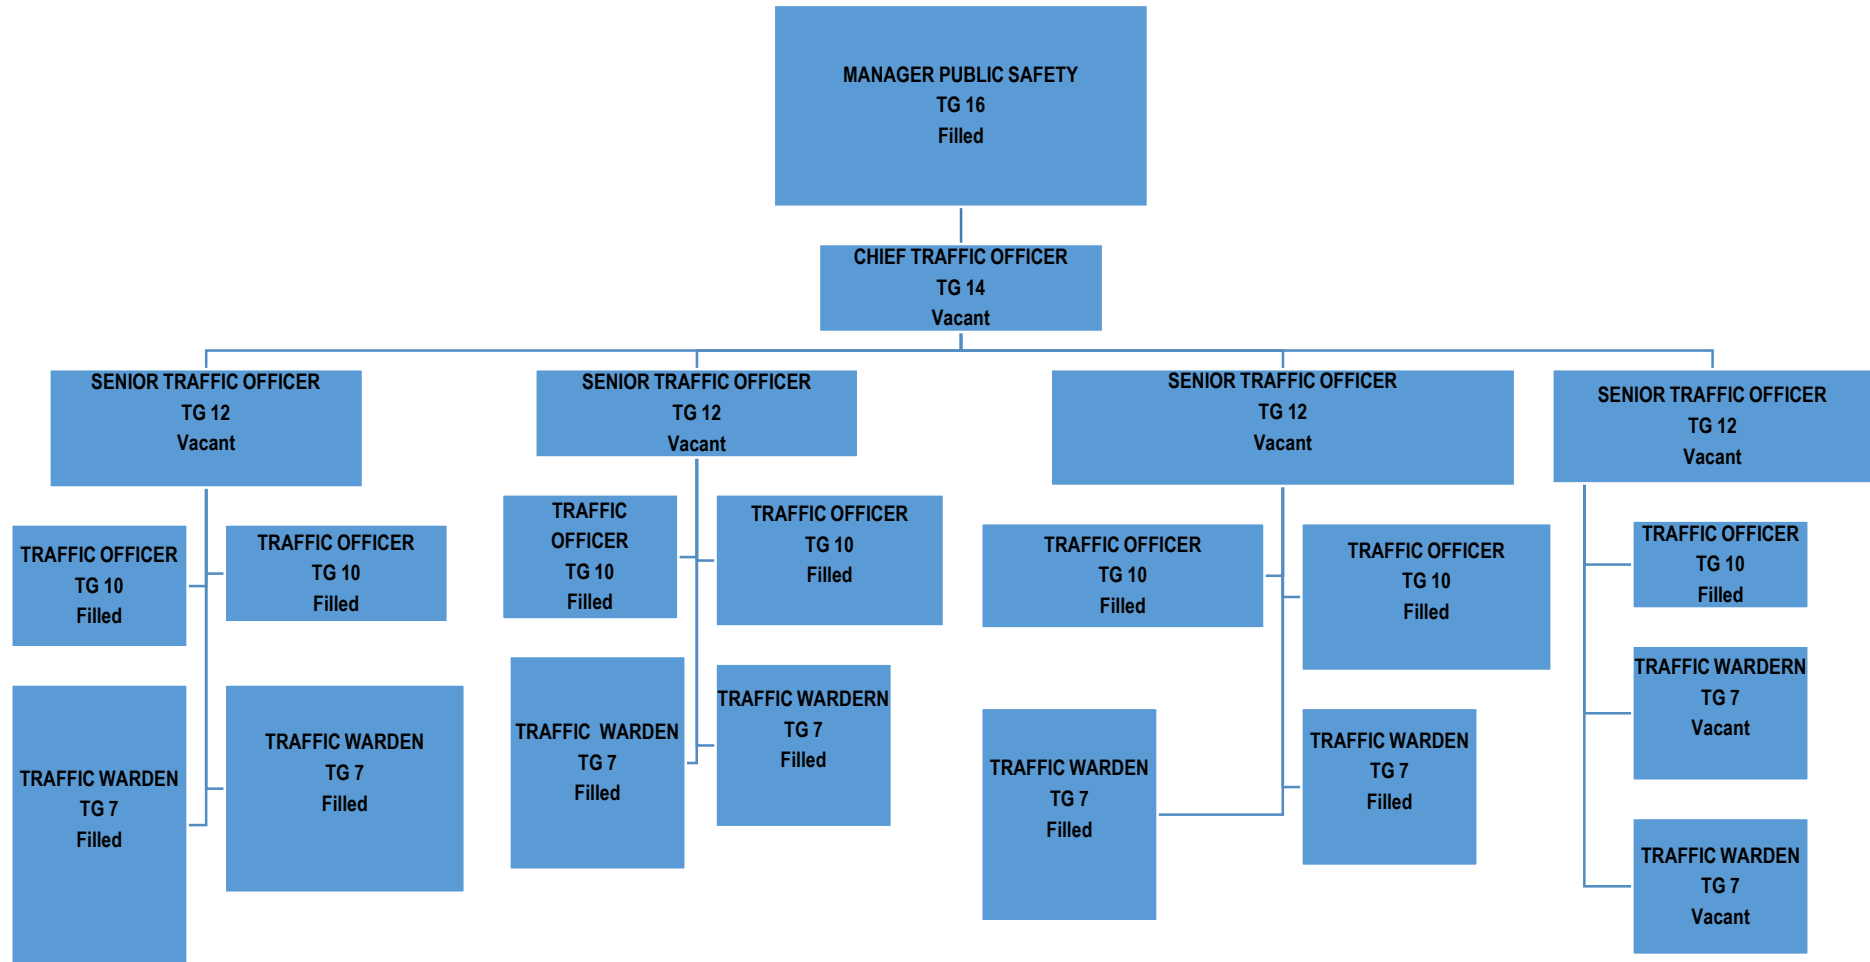 MANAGER PUBLIC SAFETY
TG 16
Filled
CHIEF TRAFFIC OFFICER
TG 14
Vacant
SENIOR TRAFFIC OFFICER
TG 12
Vacant
SENIOR TRAFFIC OFFICER
TG 12
Vacant
SENIOR TRAFFIC OFFICER
TG 12
Vacant
SENIOR TRAFFIC OFFICER
TG 12
Vacant
TRAFFIC OFFICER
TG 10
Filled
TRAFFIC OFFICER
TG 10
Filled
TRAFFIC WARDEN
TG 7
Filled
TRAFFIC WARDEN
TG 7
Filled
TRAFFIC
OFFICER
TG 10
Filled
TRAFFIC OFFICER
TG 10
Filled
TRAFFIC WARDEN
TG 7
Filled
TRAFFIC WARDERN
TG 7
Filled
TRAFFIC OFFICER
TG 10
Filled
TRAFFIC OFFICER
TG 10
Filled
TRAFFIC WARDEN
TG 7
Filled
TRAFFIC WARDEN
TG 7
Filled
TRAFFIC OFFICER
TG 10
Filled
TRAFFIC WARDERN
TG 7
Vacant
TRAFFIC WARDEN
TG 7
Vacant